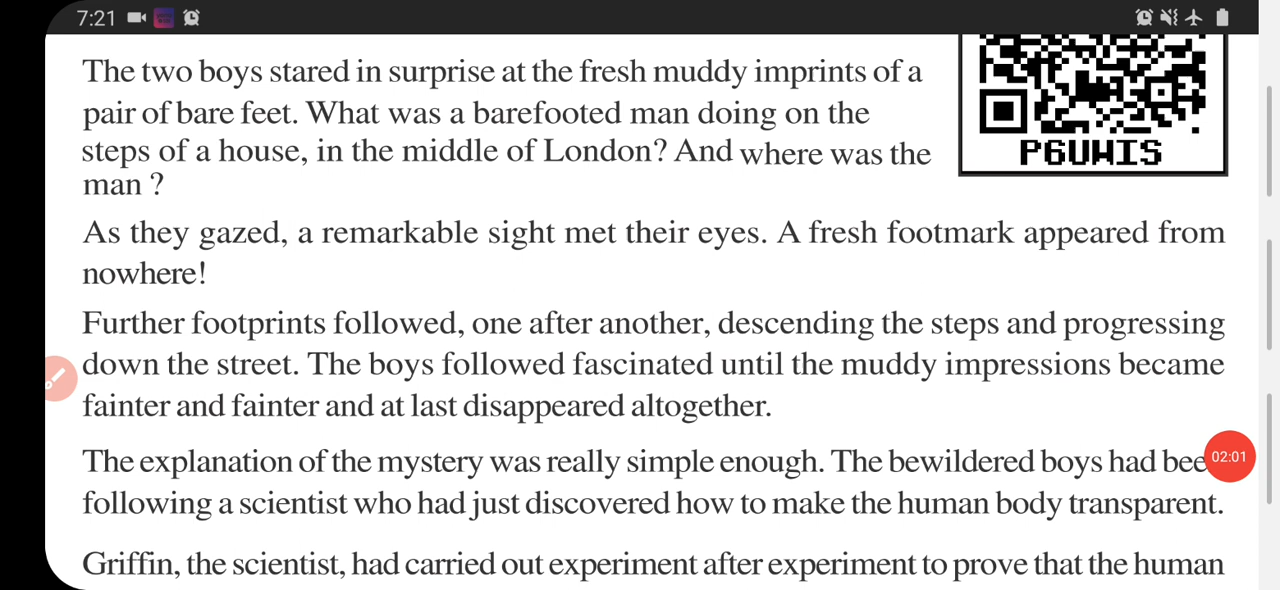 7:21
The two boys stared in surprise at the fresh muddy imprints of a
pair of bare feet. What was a barefooted man doing on the
steps of a house, in the middle of London? And where was the
man ?
P6UWIS
As they gazed, a remarkable sight met their eyes. A fresh footmark appeared from
nowhere!
Further footprints followed, one after another, descending the steps and progressing
down the street. The boys followed fascinated until the muddy impressions became
fainter and fainter and at last disappeared altogether.
The explanation of the mystery was really simple enough. The bewildered boys had bee
02:01
following a scientist who had just discovered how to make the human body transparent.
Griffin, the scientist, had carried out experiment after experiment to prove that the human